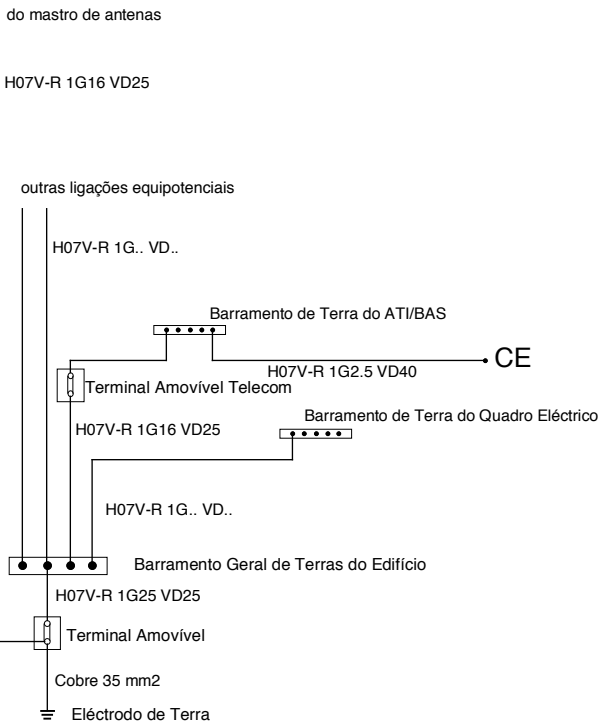 do mastro de antenas
H07V-R 1G16 VD25
outras ligações equipotenciais
H07V-R 1G.. VD..
Barramento de Terra do ATI/BAS
CE
H07V-R 1G2.5 VD40
Terminal Amovível Telecom
Barramento de Terra do Quadro Eléctrico
H07V-R 1G16 VD25
H07V-R 1G.. VD..
Barramento Geral de Terras do Edifício
H07V-R 1G25 VD25
Terminal Amovível
Cobre 35 mm2
Eléctrodo de Terra